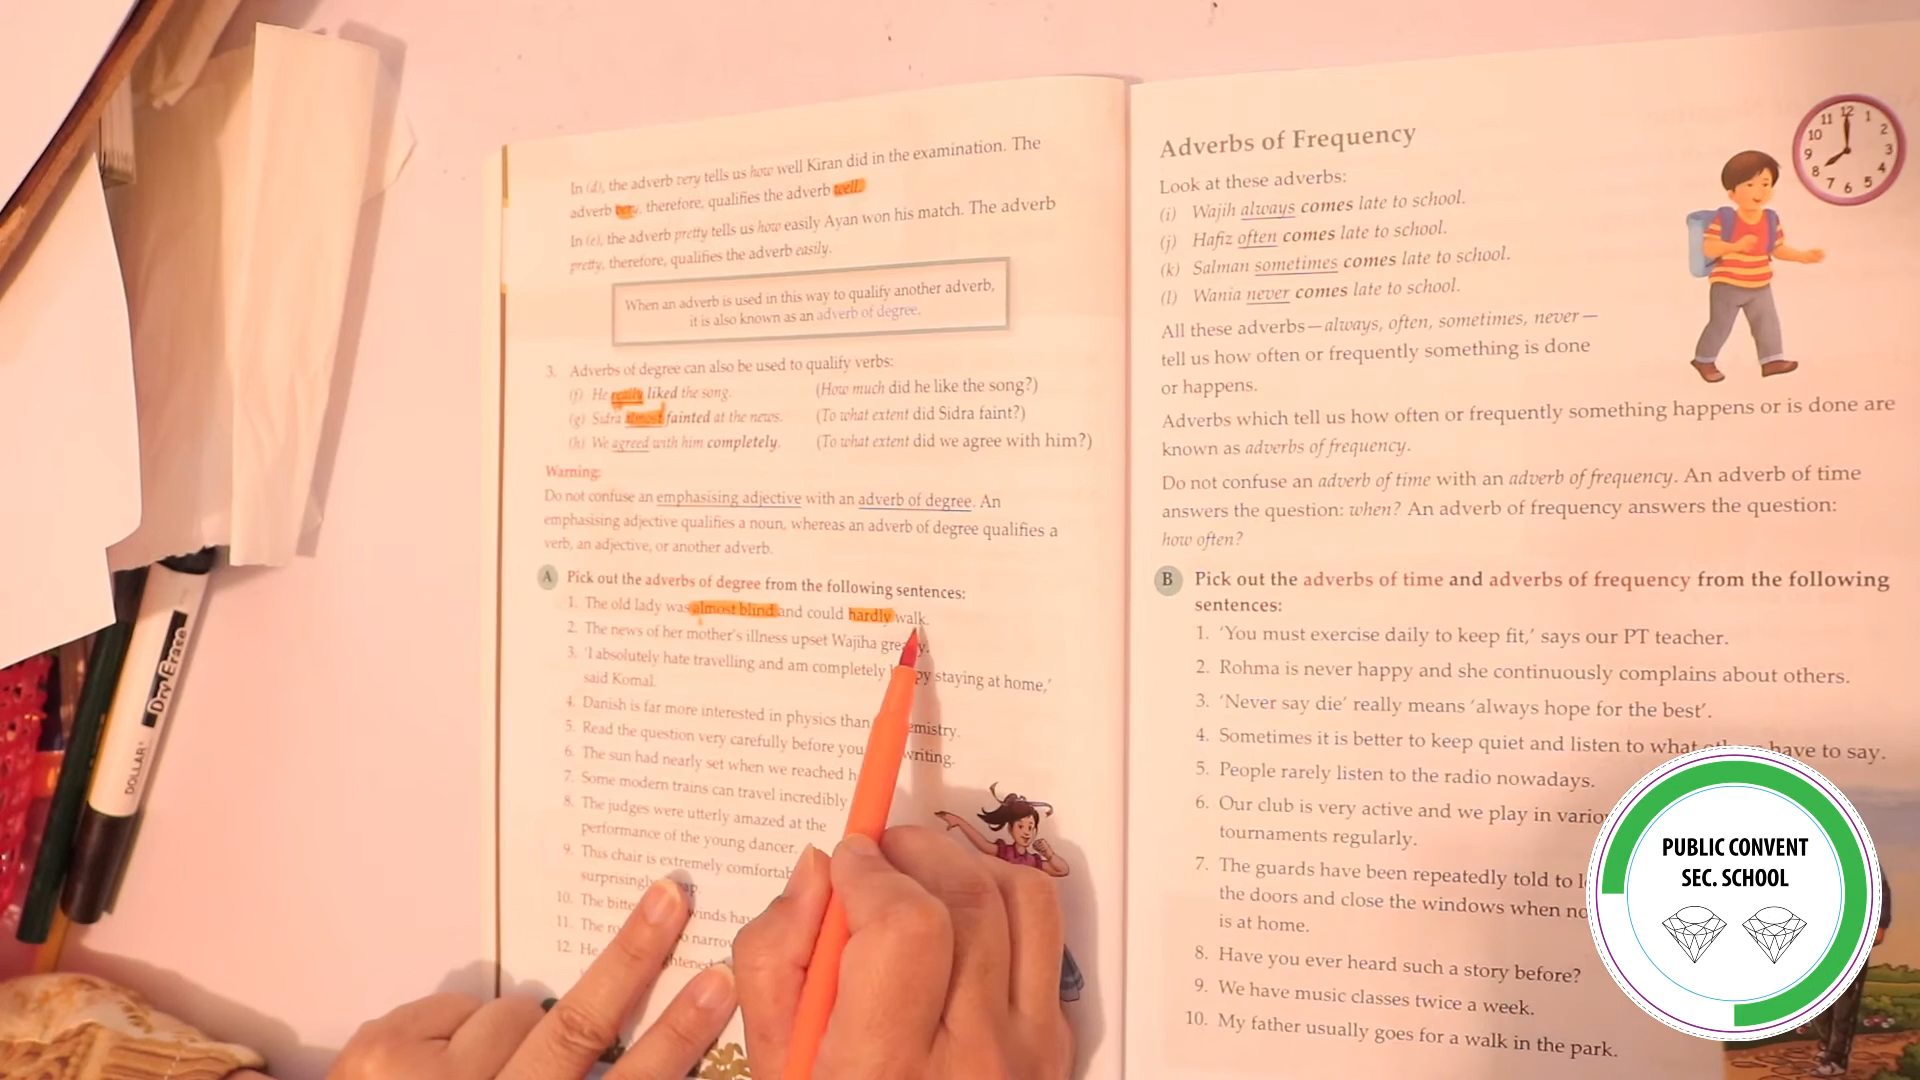 In (d), the adverb very tells us how well Kiran did in the examination. The
adverb very, therefore, qualifies the adverb well.
In (e), the adverb pretty tells us how easily Ayan won his match. The adverb
pretty, therefore, qualifies the adverb easily.
When an adverb is used in this way to qualify another adverb,
it is also known as an adverb of degree.
3. Adverbs of degree can also be used to qualify verbs:
(f) He really liked the song. (How much did he like the song?)
(g) Sidra almost fainted at the news. (To what extent did Sidra faint?)
(h) We agreed with him completely. (To what extent did we agree with him?)
Warning:
Do not confuse an emphasising adjective with an adverb of degree. An
emphasising adjective qualifies a noun, whereas an adverb of degree qualifies a
verb, an adjective, or another adverb.
A Pick out the adverbs of degree from the following sentences:
1. The old lady was almost blind and could hardly walk.
2. The news of her mother's illness upset Wajiha
3. 'I absolutely hate travelling and am completely staying at home,'
said Komal.
4. Danish is far more interested in physics than
5. Read the question very carefully before you writing.
6. The sun had nearly set when we reached
7. Some modern trains can travel incredibly
8. The judges were utterly amazed at the
performance of the young dancer.
9. This chair is extremely
10. The winds
11. The
12. He
Adverbs of Frequency
Look at these adverbs:
(i) Wajih always comes late to school.
(j) Hafiz often comes late to school.
(k) Salman sometimes comes late to school.
(l) Wania never comes late to school.
All these adverbs—always, often, sometimes, never—
tell us how often or frequently something is done
or happens.
Adverbs which tell us how often or frequently something happens or is done are
known as adverbs of frequency.
Do not confuse an adverb of time with an adverb of frequency. An adverb of time
answers the question: when? An adverb of frequency answers the question:
how often?
B Pick out the adverbs of time and adverbs of frequency from the following
sentences:
1. 'You must exercise daily to keep fit,' says our PT teacher.
2. Rohma is never happy and she continuously complains about others.
3. 'Never say die' really means 'always hope for the best'.
4. Sometimes it is better to keep quiet and listen to what others have to say.
5. People rarely listen to the radio nowadays.
6. Our club is very active and we play in
tournaments regularly.
7. The guards have been repeatedly told to
the doors and close the windows when
is at home.
8. Have you ever heard such a story before?
9. We have music classes twice a week.
10. My father usually goes for a walk in the park.
12 1 2 3 4 5 6 7 8 9 10 11
Dry Erase
DOLLAR
PUBLIC CONVENT
SEC. SCHOOL